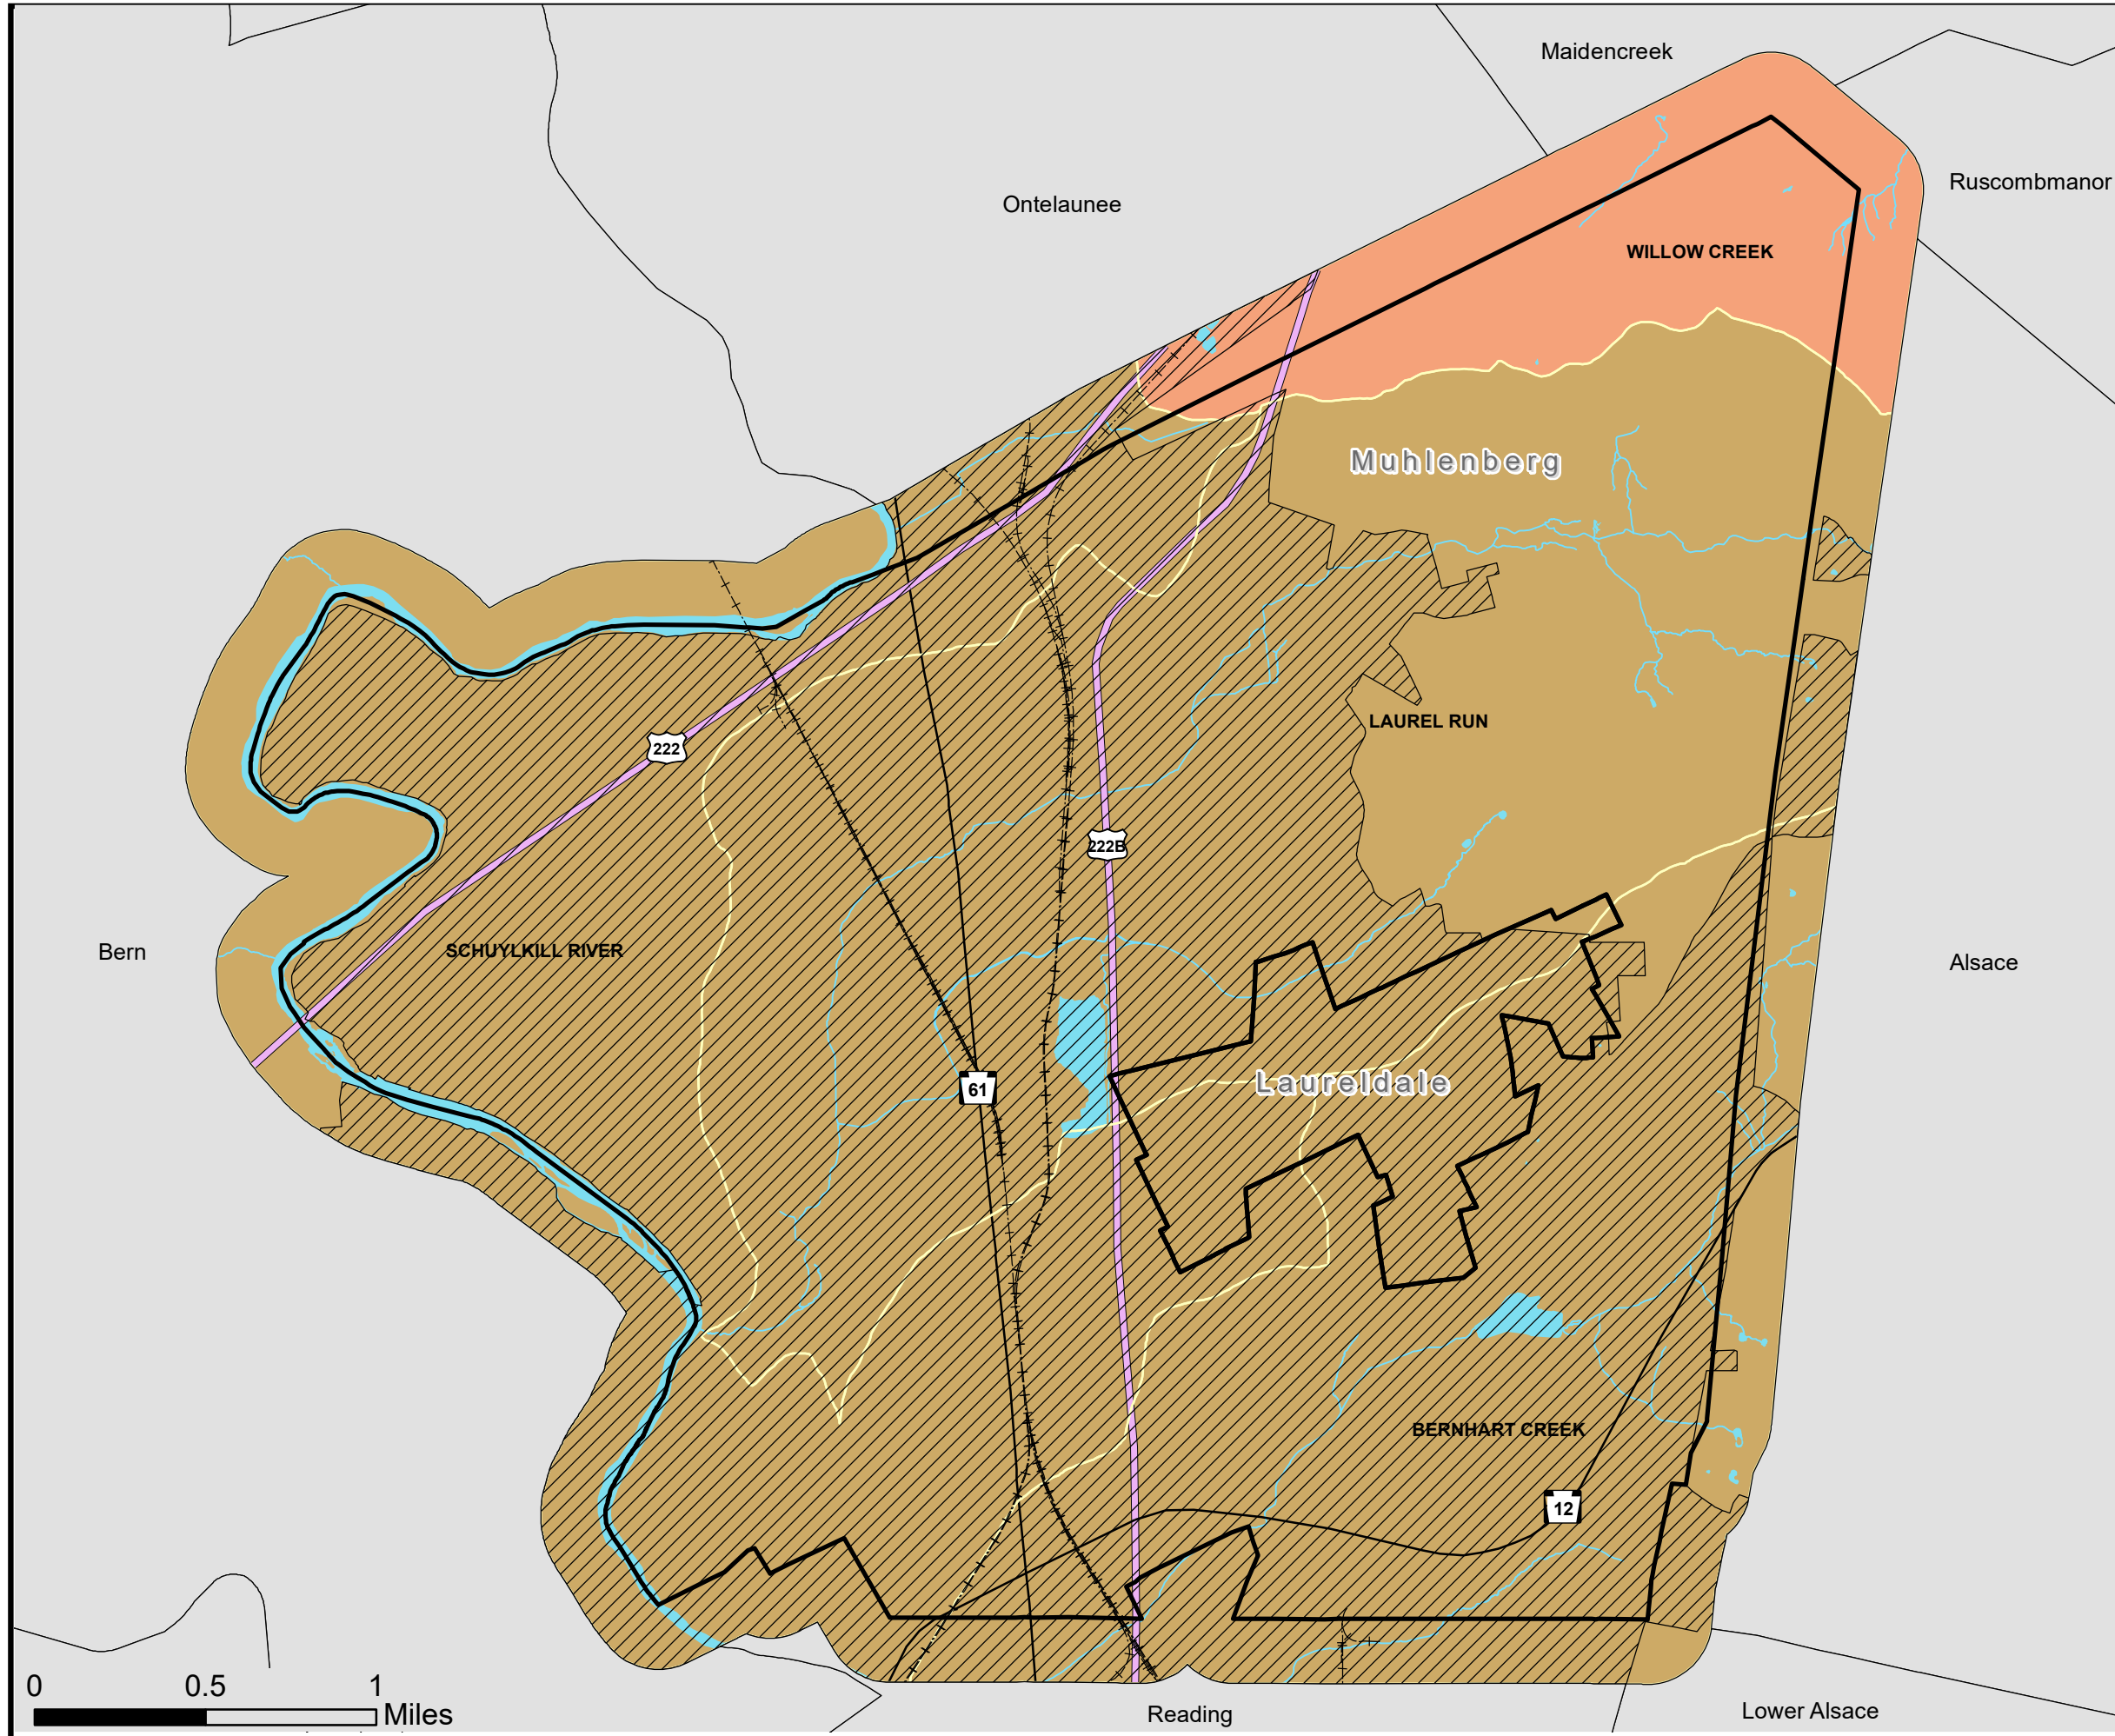 Maidencreek
Ruscombmanor
Ontelaunee
WILLOW CREEK
Muhlenberg
LAUREL RUN
222
222B
Bern
SCHUYLKILL RIVER
Alsace
61
Laureldale
BERNHART CREEK
12
0 0.5 1
Miles
Reading
Lower Alsace